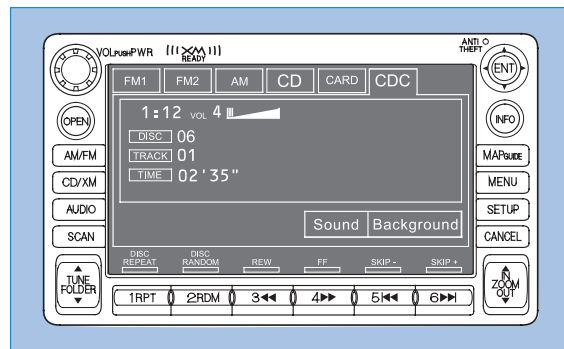 VOL PUSH PWR
XM
READY
ANTI
THEFT
ENT
FM1 FM2 AM CD CARD CDC
OPEN
1:12 VOL 4
INFO
DISC 06
AM/FM
TRACK 01
MAP GUIDE
CD/XM
TIME 02'35"
MENU
AUDIO
SETUP
Sound Background
SCAN
CANCEL
DISC REPEAT
DISC RANDOM
REW
FF
SKIP -
SKIP +
TUNE
FOLDER
IN
ZOOM
OUT
1RPT 2RDM 3 4 5 6